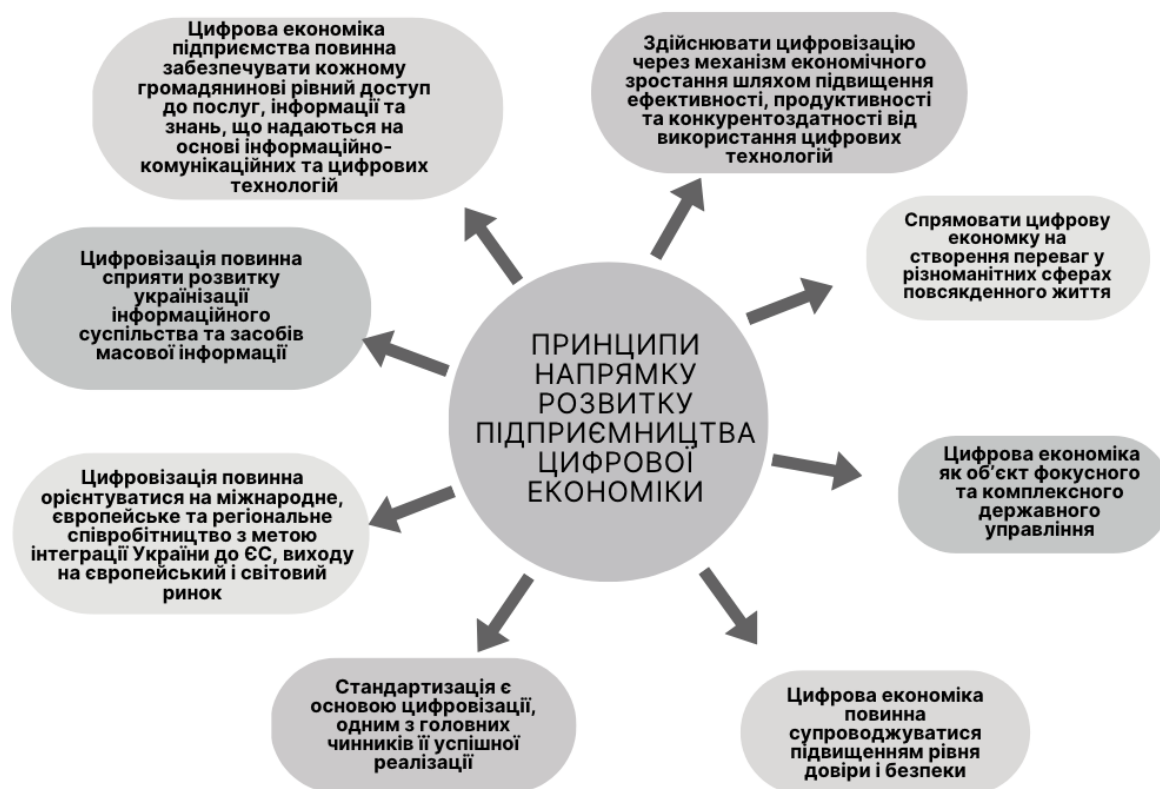 Цифрова економіка
підприємства повинна
забезпечувати кожному
громадянинові рівний доступ
до послуг, інформації та
знань, що надаються на
основі інформаційно-
комунікаційних та цифрових
технологій
Здійснювати цифровізацію
через механізм економічного
зростання шляхом підвищення
ефективності, продуктивності
та конкурентоздатності від
використання цифрових
технологій
Спрямовати цифрову
економку на
створення переваг у
різноманітних сферах
повсякденного життя
Цифровізація повинна
сприяти розвитку
українізації
інформаційного
суспільства та засобів
масової інформації
ПРИНЦИПИ
НАПРЯМКУ
РОЗВИТКУ
ПІДПРИЄМНИЦТВА
ЦИФРОВОЇ
ЕКОНОМІКИ
Цифрова економіка
як об’єкт фокусного
та комплексного
державного
управління
Цифровізація повинна
орієнтуватися на міжнародне,
європейське та регіональне
співробітництво з метою
інтеграції України до ЄС, виходу
на європейський і світовий
ринок
Стандартизація є
основою цифровізації,
одним з головних
чинників її успішної
реалізації
Цифрова економіка
повинна
супроводжуватися
підвищенням рівня
довіри і безпеки